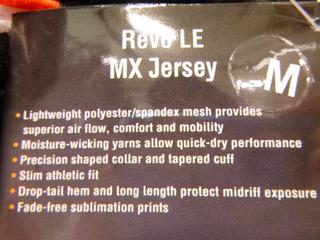 Revo LE
MX Jersey
M
• Lightweight polyester/spandex mesh provides
superior air flow, comfort and mobility
• Moisture-wicking yarns allow quick-dry performance
• Precision shaped collar and tapered cuff
• Slim athletic fit
• Drop-tail hem and long length protect midriff exposure
• Fade-free sublimation prints